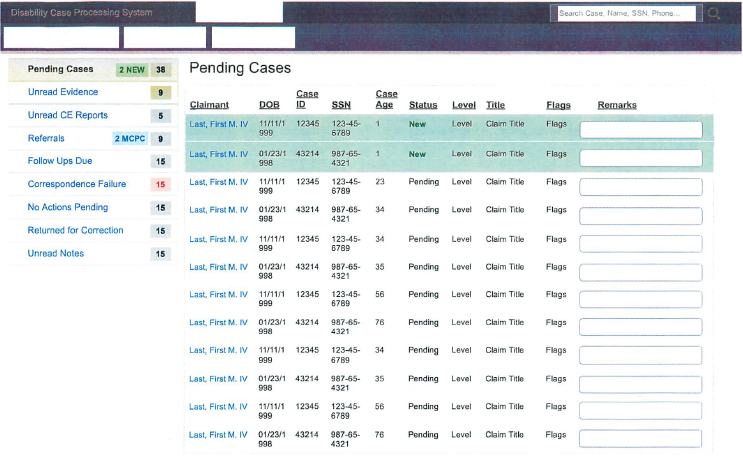 Disability Case Processing System
Search Case, Name, SSN, Phone...
Pending Cases 2 NEW 38
Unread Evidence 9
Unread CE Reports 5
Referrals 2 MCPC 9
Follow Ups Due 15
Correspondence Failure 15
No Actions Pending 15
Returned for Correction 15
Unread Notes 15
Pending Cases
Claimant DOB Case ID SSN Case Age Status Level Title Flags Remarks
Last, First M. IV 11/11/1999 12345 123-45-6789 1 New Level Claim Title Flags
Last, First M. IV 01/23/1998 43214 987-65-4321 1 New Level Claim Title Flags
Last, First M. IV 11/11/1999 12345 123-45-6789 23 Pending Level Claim Title Flags
Last, First M. IV 01/23/1998 43214 987-65-4321 34 Pending Level Claim Title Flags
Last, First M. IV 11/11/1999 12345 123-45-6789 34 Pending Level Claim Title Flags
Last, First M. IV 01/23/1998 43214 987-65-4321 35 Pending Level Claim Title Flags
Last, First M. IV 11/11/1999 12345 123-45-6789 56 Pending Level Claim Title Flags
Last, First M. IV 01/23/1998 43214 987-65-4321 76 Pending Level Claim Title Flags
Last, First M. IV 11/11/1999 12345 123-45-6789 34 Pending Level Claim Title Flags
Last, First M. IV 01/23/1998 43214 987-65-4321 35 Pending Level Claim Title Flags
Last, First M. IV 11/11/1999 12345 123-45-6789 56 Pending Level Claim Title Flags
Last, First M. IV 01/23/1998 43214 987-65-4321 76 Pending Level Claim Title Flags